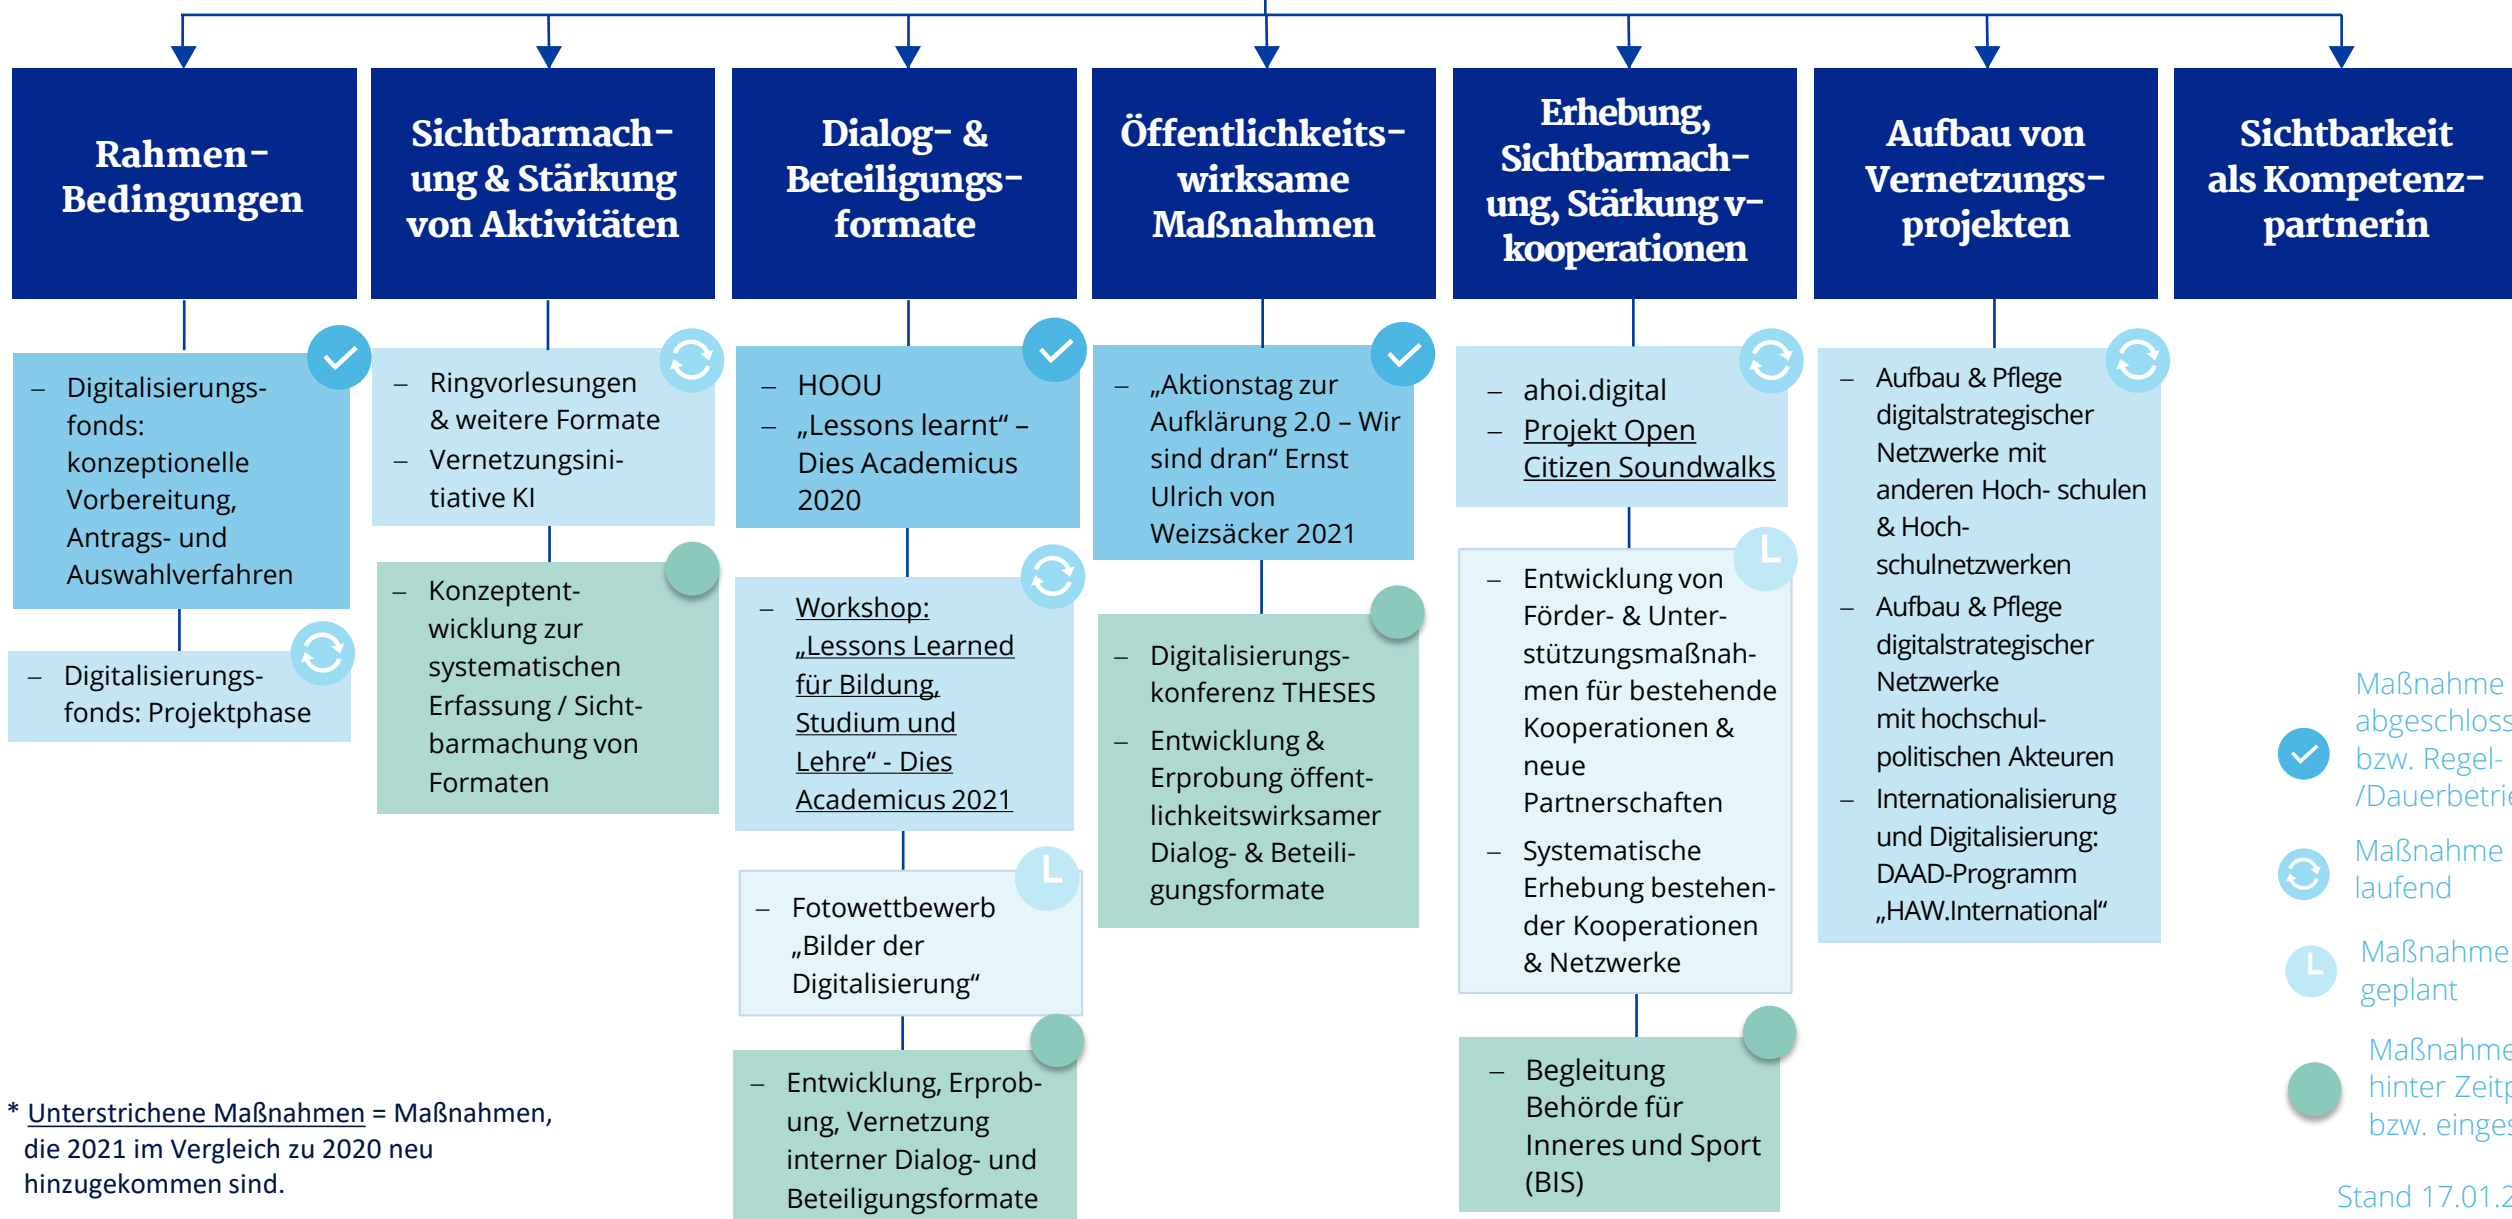 Rahmen-
Bedingungen
Sichtbarmach-
ung & Stärkung
von Aktivitäten
Dialog- &
Beteiligungs-
formate
Öffentlichkeits-
wirksame
Maßnahmen
Erhebung,
Sichtbarmach-
ung, Stärkung v-
kooperationen
Aufbau von
Vernetzungs-
projekten
Sichtbarkeit
als Kompetenz-
partnerin
– Digitalisierungs-
fonds:
konzeptionelle
Vorbereitung,
Antrags- und
Auswahlverfahren
– Digitalisierungs-
fonds: Projektphase
– Ringvorlesungen
& weitere Formate
– Vernetzungsini-
tiative KI
– Konzeptent-
wicklung zur
systematischen
Erfassung / Sicht-
barmachung von
Formaten
– HOOU
– „Lessons learnt“ –
Dies Academicus
2020
– Workshop:
„Lessons Learned
für Bildung,
Studium und
Lehre“ - Dies
Academicus 2021
– Fotowettbewerb
„Bilder der
Digitalisierung“
– Entwicklung, Erprob-
ung, Vernetzung
interner Dialog- und
Beteiligungsformate
– „Aktionstag zur
Aufklärung 2.0 – Wir
sind dran“ Ernst
Ulrich von
Weizsäcker 2021
– Digitalisierungs-
konferenz THESES
– Entwicklung &
Erprobung öffent-
lichkeitswirksamer
Dialog- & Beteili-
gungsformate
– ahoi.digital
– Projekt Open
Citizen Soundwalks
– Entwicklung von
Förder- & Unter-
stützungsmaßnah-
men für bestehende
Kooperationen &
neue
Partnerschaften
– Systematische
Erhebung bestehen-
der Kooperationen
& Netzwerke
– Begleitung
Behörde für
Inneres und Sport
(BIS)
– Aufbau & Pflege
digitalstrategischer
Netzwerke mit
anderen Hoch- schulen
& Hoch-
schulnetzwerken
– Aufbau & Pflege
digitalstrategischer
Netzwerke
mit hochschul-
politischen Akteuren
– Internationalisierung
und Digitalisierung:
DAAD-Programm
„HAW.International“
Maßnahme
bzw. Regel-
Maßnahme
laufend
Maßnahme
geplant
hinter
bzw.
Stand
* Unterstrichene Maßnahmen = Maßnahmen,
die 2021 im Vergleich zu 2020 neu
hinzugekommen sind.